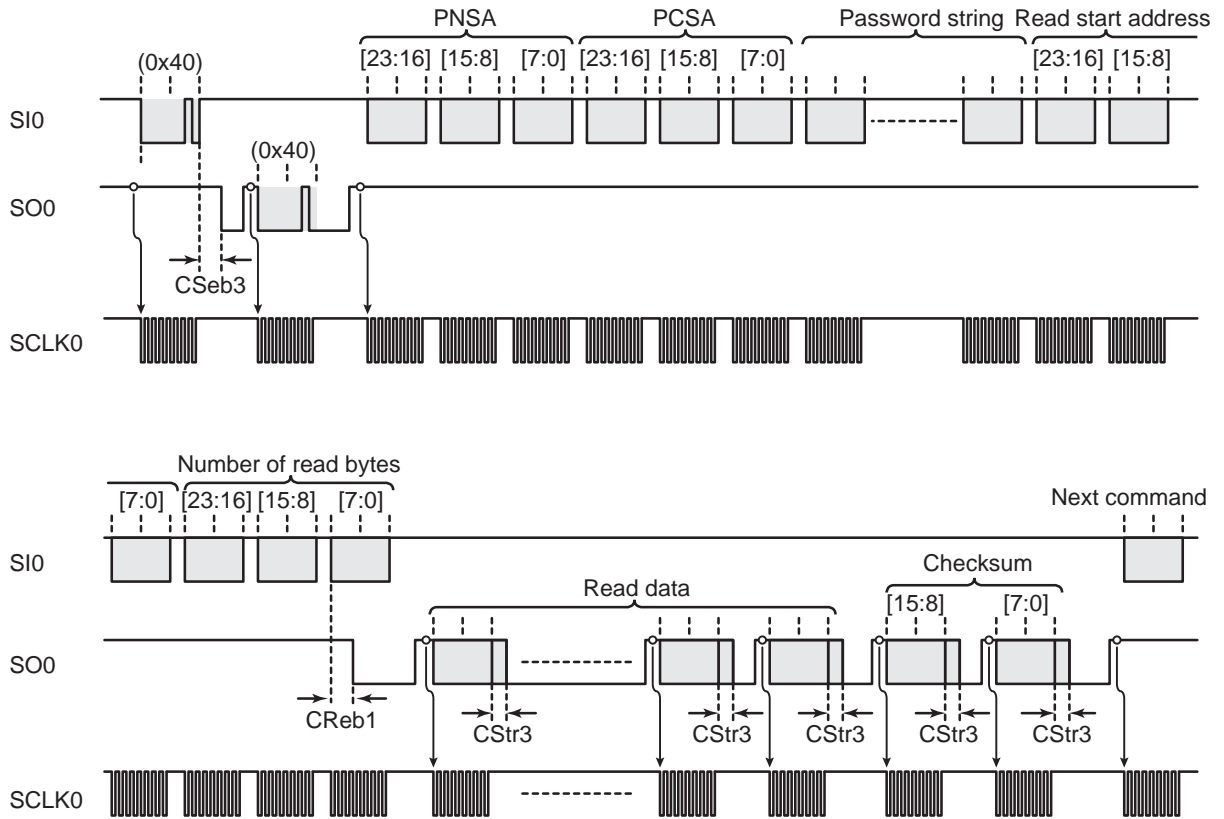 PNSA PCSA Password string Read start address
(0x40) [23:16] [15:8] [7:0] [23:16] [15:8] [7:0] [23:16] [15:8]
SI0
(0x40)
SO0
CSeb3
SCLK0
Number of read bytes
[7:0] [23:16] [15:8] [7:0] Next command
SI0
Checksum
Read data [15:8] [7:0]
SO0
CReb1 CStr3 CStr3 CStr3 CStr3 CStr3
SCLK0